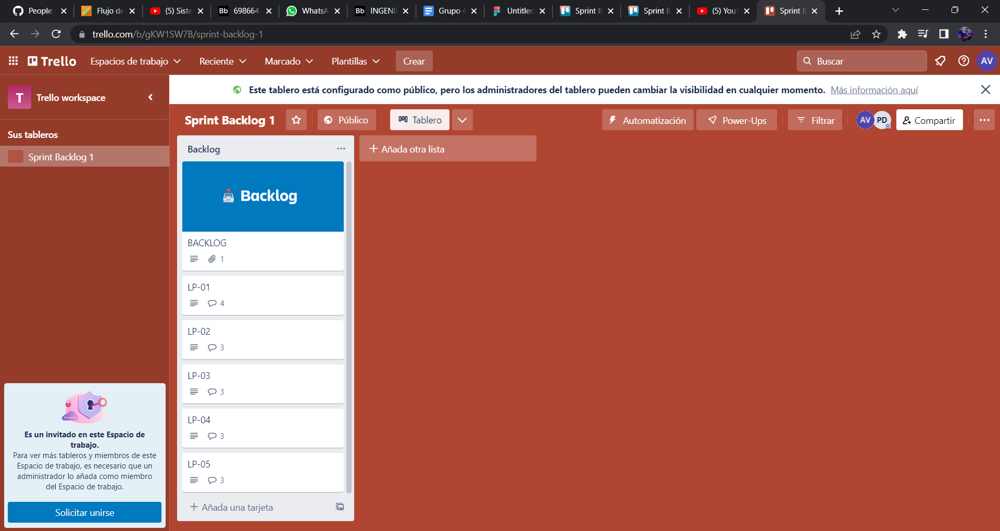 People
Flujo de
(5) Siste
Bb 698664
WhatsA
Bb INGENI
Grupo 4
Untitled
Sprint B
Sprint B
(5) YouT
Sprint B
trello.com/b/gKW1SW7B/sprint-backlog-1
Trello
Espacios de trabajo
Reciente
Marcado
Plantillas
Crear
Buscar
AV
T Trello workspace
Este tablero está configurado como público, pero los administradores del tablero pueden cambiar la visibilidad en cualquier momento. Más información aquí
Sprint Backlog 1
Público
Tablero
Automatización
Power-Ups
Filtrar
AV
PD
Compartir
Sus tableros
Sprint Backlog 1
Backlog
Añada otra lista
Backlog
BACKLOG
1
LP-01
4
LP-02
3
LP-03
3
LP-04
3
LP-05
3
Añada una tarjeta
Es un invitado en este Espacio de
trabajo.
Para ver más tableros y miembros de este
Espacio de trabajo, es necesario que un
administrador lo añada como miembro
del Espacio de trabajo.
Solicitar unirse